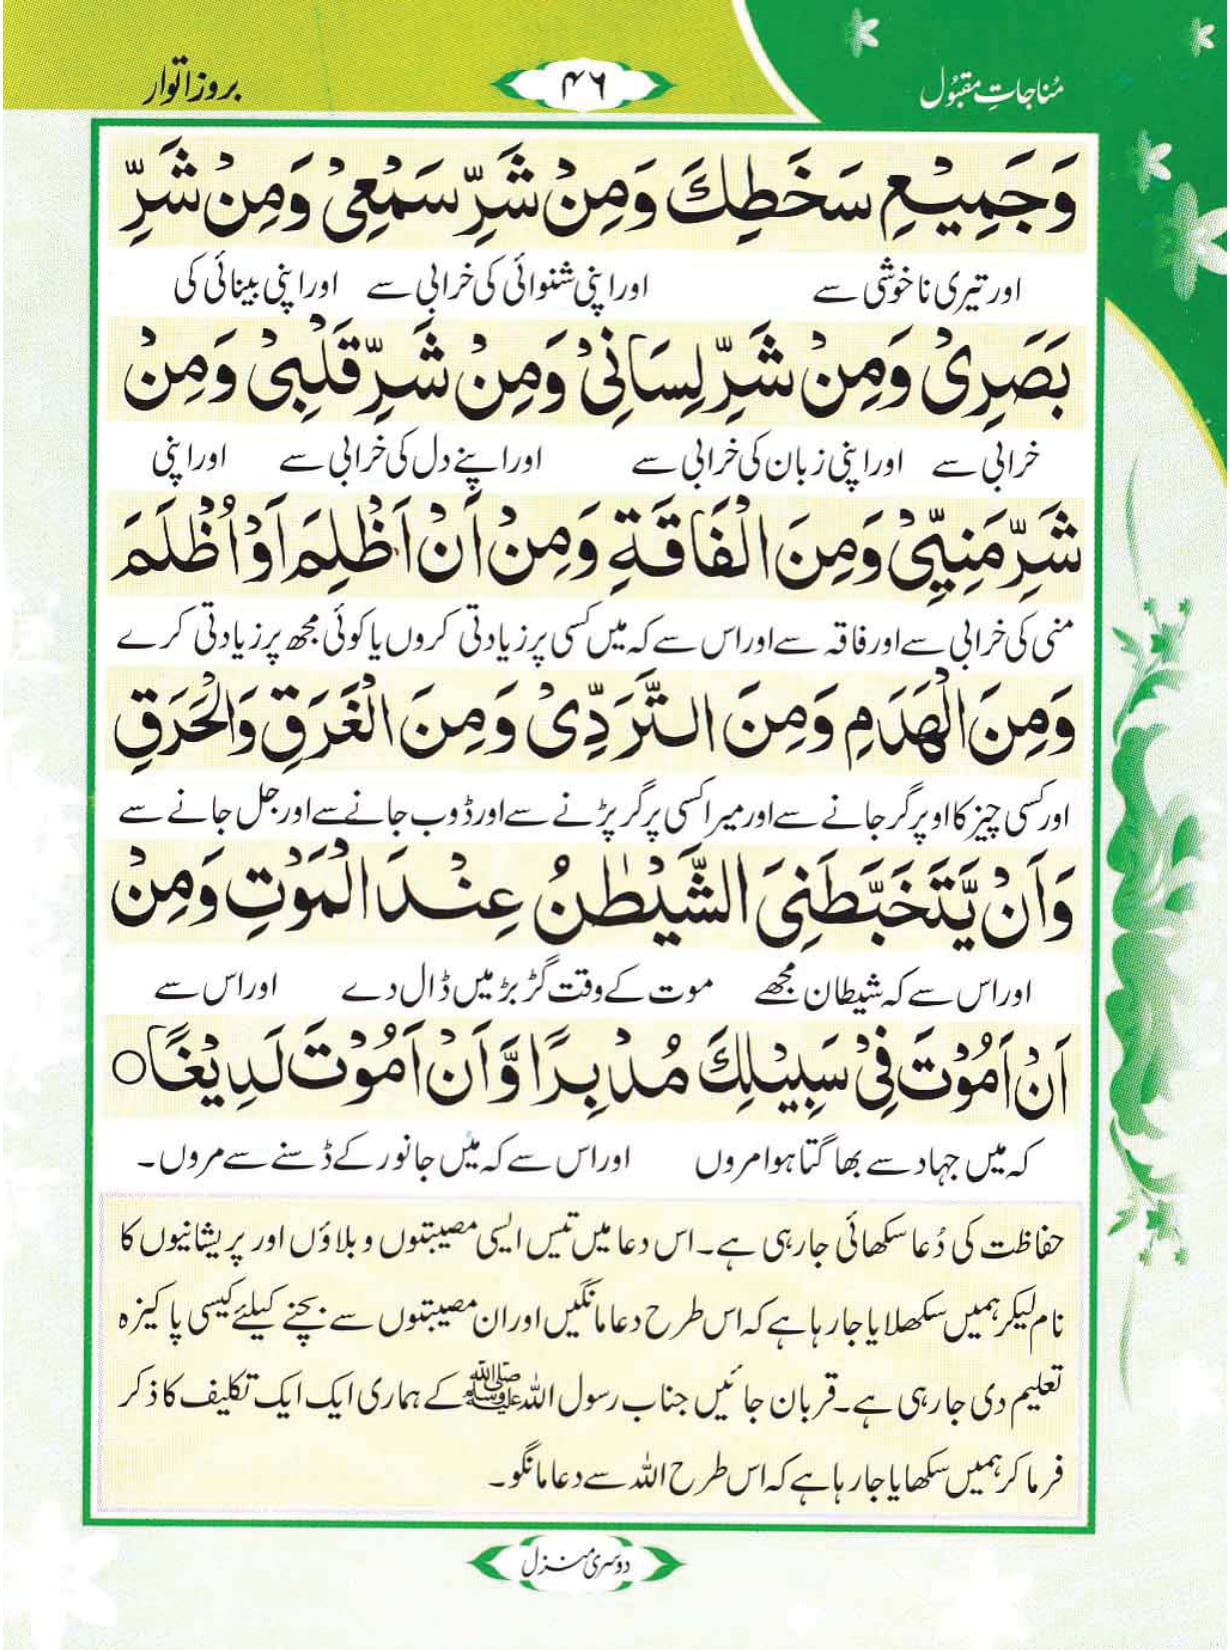 مُناجاتِ مقبُول
۴۶
بروز اتوار
وَجَمِيْعِ سَخَطِكَ وَمِنْ شَرِّ سَمْعِيْ وَمِنْ شَرِّ
اور تیری ناخوشی سے اور اپنی شنوائی کی خرابی سے اور اپنی بینائی کی
بَصَرِيْ وَمِنْ شَرِّ لِسَانِيْ وَمِنْ شَرِّ قَلْبِيْ وَمِنْ
خرابی سے اور اپنی زبان کی خرابی سے اور اپنے دل کی خرابی سے اور اپنی
شَرِّ مَنِيِّيْ وَمِنَ الْفَاقَةِ وَمِنْ اَنْ اَظْلِمَ اَوْ اُظْلَمَ
منی کی خرابی سے اور فاقہ سے اور اس سے کہ میں کسی پر زیادتی کروں یا کوئی مجھ پر زیادتی کرے
وَمِنَ الْهَدَمِ وَمِنَ التَّرَدِّيْ وَمِنَ الْغَرَقِ وَالْحَرَقِ
اور کسی چیز کا اوپر گر جانے سے اور میرا کسی پر گر پڑنے سے اور ڈوب جانے سے اور جل جانے سے
وَاَنْ يَّتَخَبَّطَنِيَ الشَّيْطٰنُ عِنْدَ الْمَوْتِ وَمِنْ
اور اس سے کہ شیطان مجھے موت کے وقت گڑبڑ میں ڈال دے اور اس سے
اَنْ اَمُوْتَ فِيْ سَبِيْلِكَ مُدْبِرًا وَّاَنْ اَمُوْتَ لَدِيْغًا○
کہ میں جہاد سے بھاگتا ہوا مروں اور اس سے کہ میں جانور کے ڈسنے سے مروں۔
حفاظت کی دُعا سکھائی جارہی ہے۔ اس دعا میں تیس ایسی مصیبتوں و بلاؤں اور پریشانیوں کا
نام لیکر ہمیں سکھلایا جارہا ہے کہ اس طرح دعا مانگیں اور ان مصیبتوں سے بچنے کیلئے کیسی پاکیزہ
تعلیم دی جارہی ہے۔ قربان جائیں جناب رسول اللہ ﷺ کے ہماری ایک ایک تکلیف کا ذکر
فرما کر ہمیں سکھایا جارہا ہے کہ اس طرح اللہ سے دعا مانگو۔
دوسری منزل